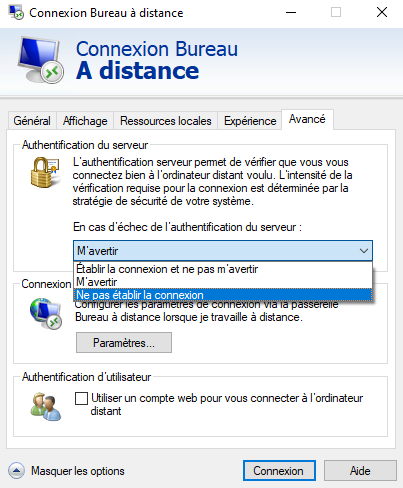 Connexion Bureau à distance
Connexion Bureau
A distance
Général Affichage Ressources locales Expérience Avancé
Authentification du serveur
L'authentification serveur permet de vérifier que vous vous
connectez bien à l'ordinateur distant voulu. L'intensité de la
vérification requise pour la connexion est déterminée par la
stratégie de sécurité de votre système.
En cas d'échec de l'authentification du serveur :
M'avertir
Établir la connexion et ne pas m'avertir
M'avertir
Connexion
Ne pas établir la connexion
Configurer les paramètres de connexion via la passerelle
Bureau à distance lorsque je travaille à distance.
Paramètres...
Authentification d'utilisateur
Utiliser un compte web pour vous connecter à l'ordinateur
distant
Masquer les options
Connexion
Aide